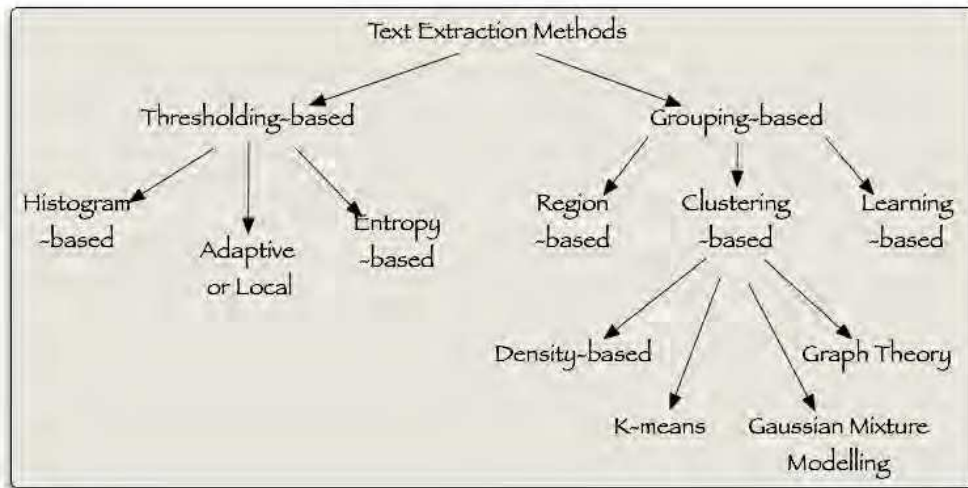 Text Extraction Methods
Thresholding-based
Grouping-based
Histogram
-based
Adaptive
or Local
Entropy
-based
Region
-based
Clustering
-based
Learning
-based
Density-based
Graph Theory
K-means
Gaussian Mixture
Modelling